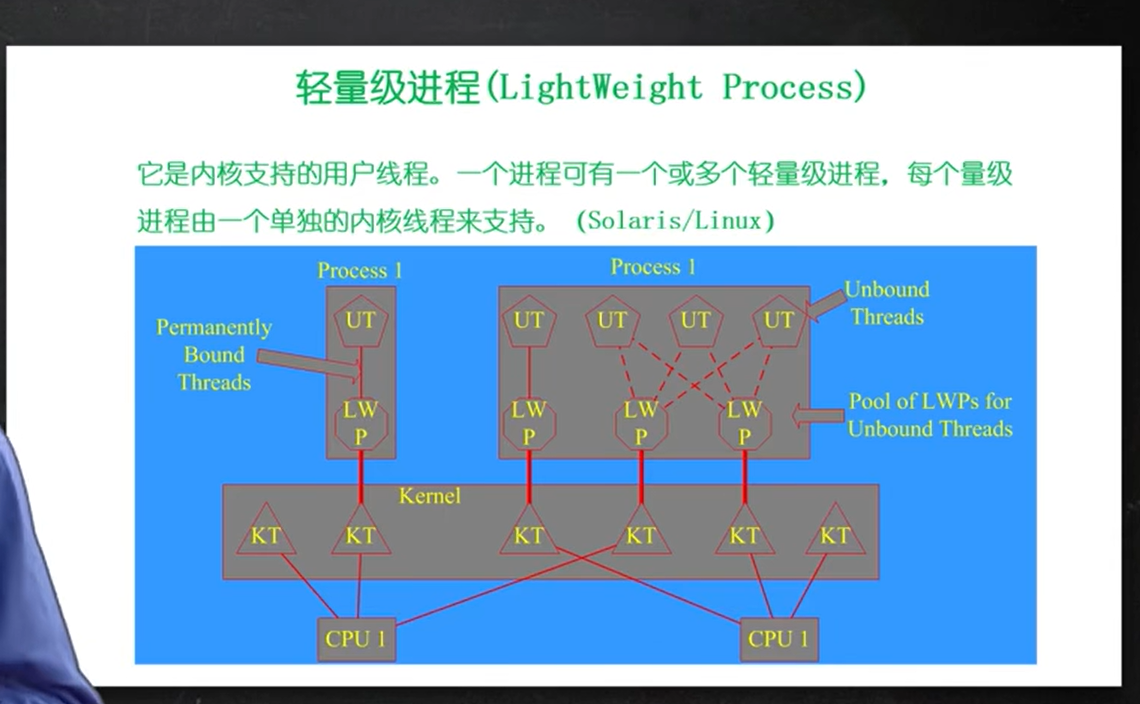 轻量级进程(LightWeight Process)
它是内核支持的用户线程。一个进程可有一个或多个轻量级进程，每个量级
进程由一个单独的内核线程来支持。 (Solaris/Linux)
Process 1
Process 1
Unbound
Threads
UT
UT
UT
UT
UT
Permanently
Bound
Threads
LW
P
LW
P
LW
P
LW
P
Pool of LWPs for
Unbound Threads
Kernel
KT
KT
KT
KT
KT
KT
CPU 1
CPU 1